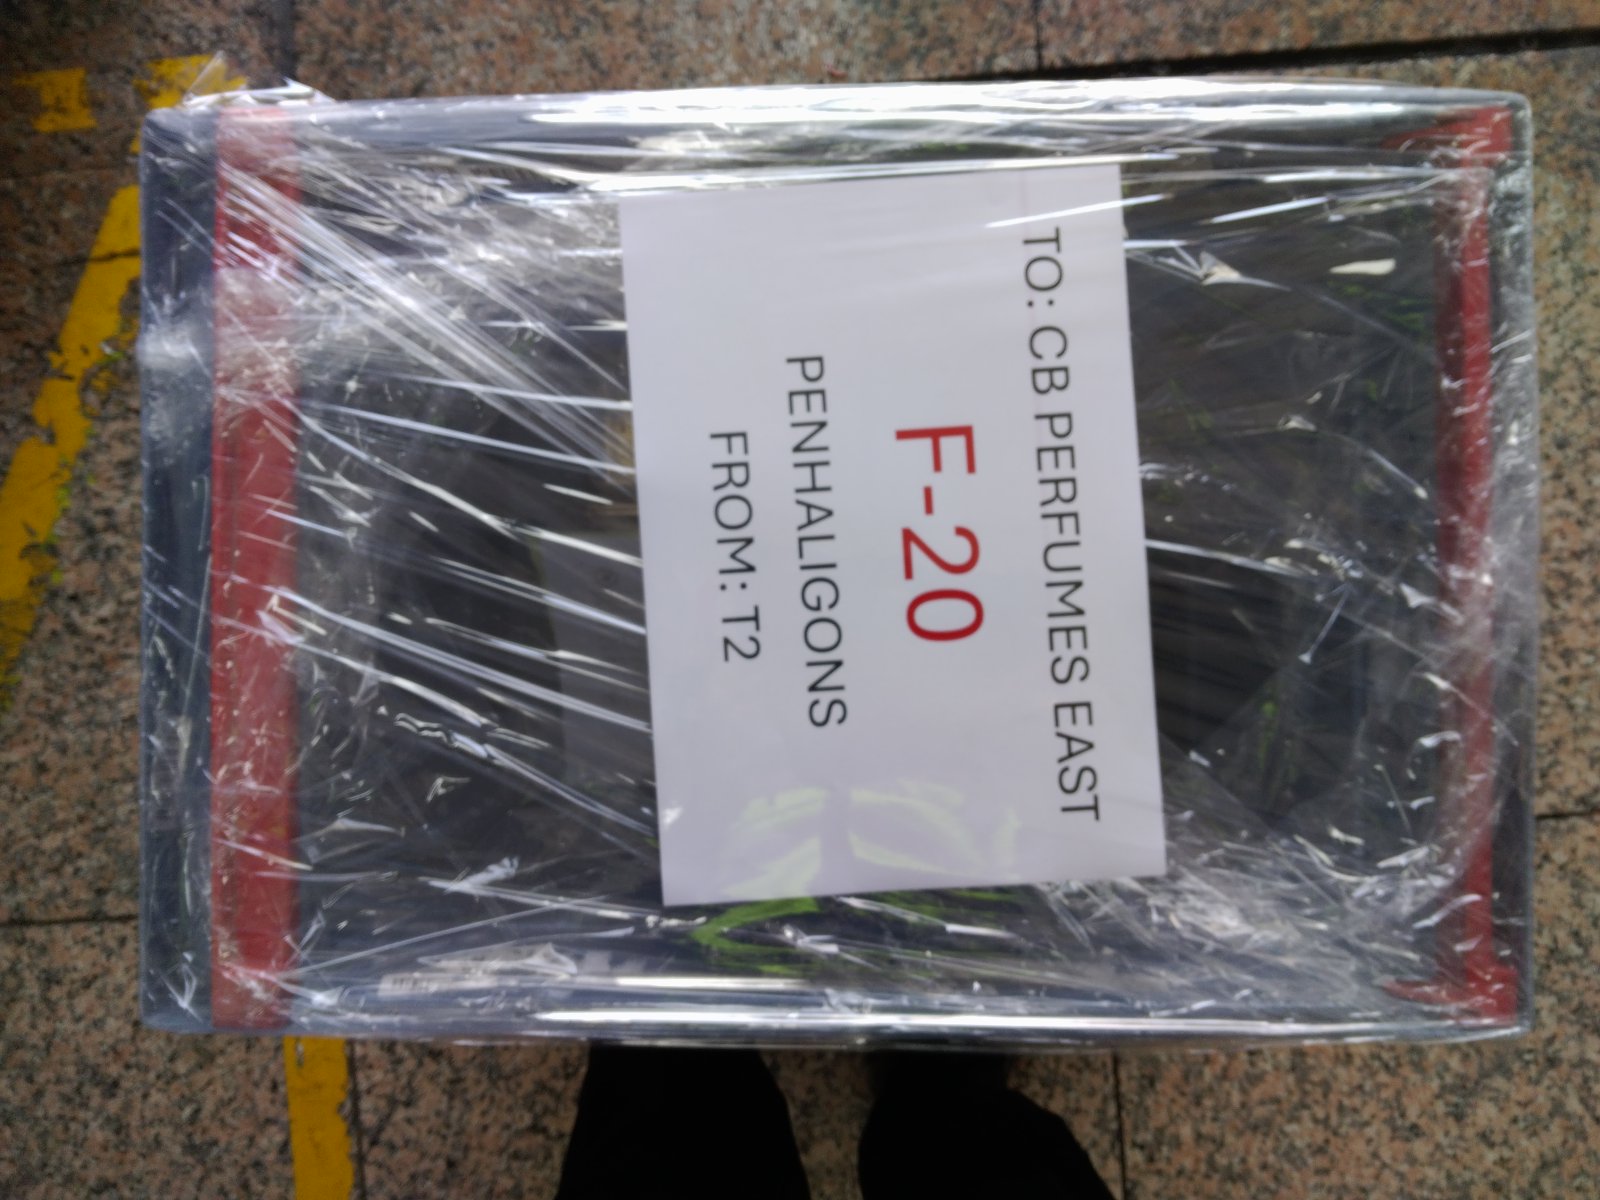 TO: CB PERFUMES EAST
F-20
PENHALIGONS
FROM: T2